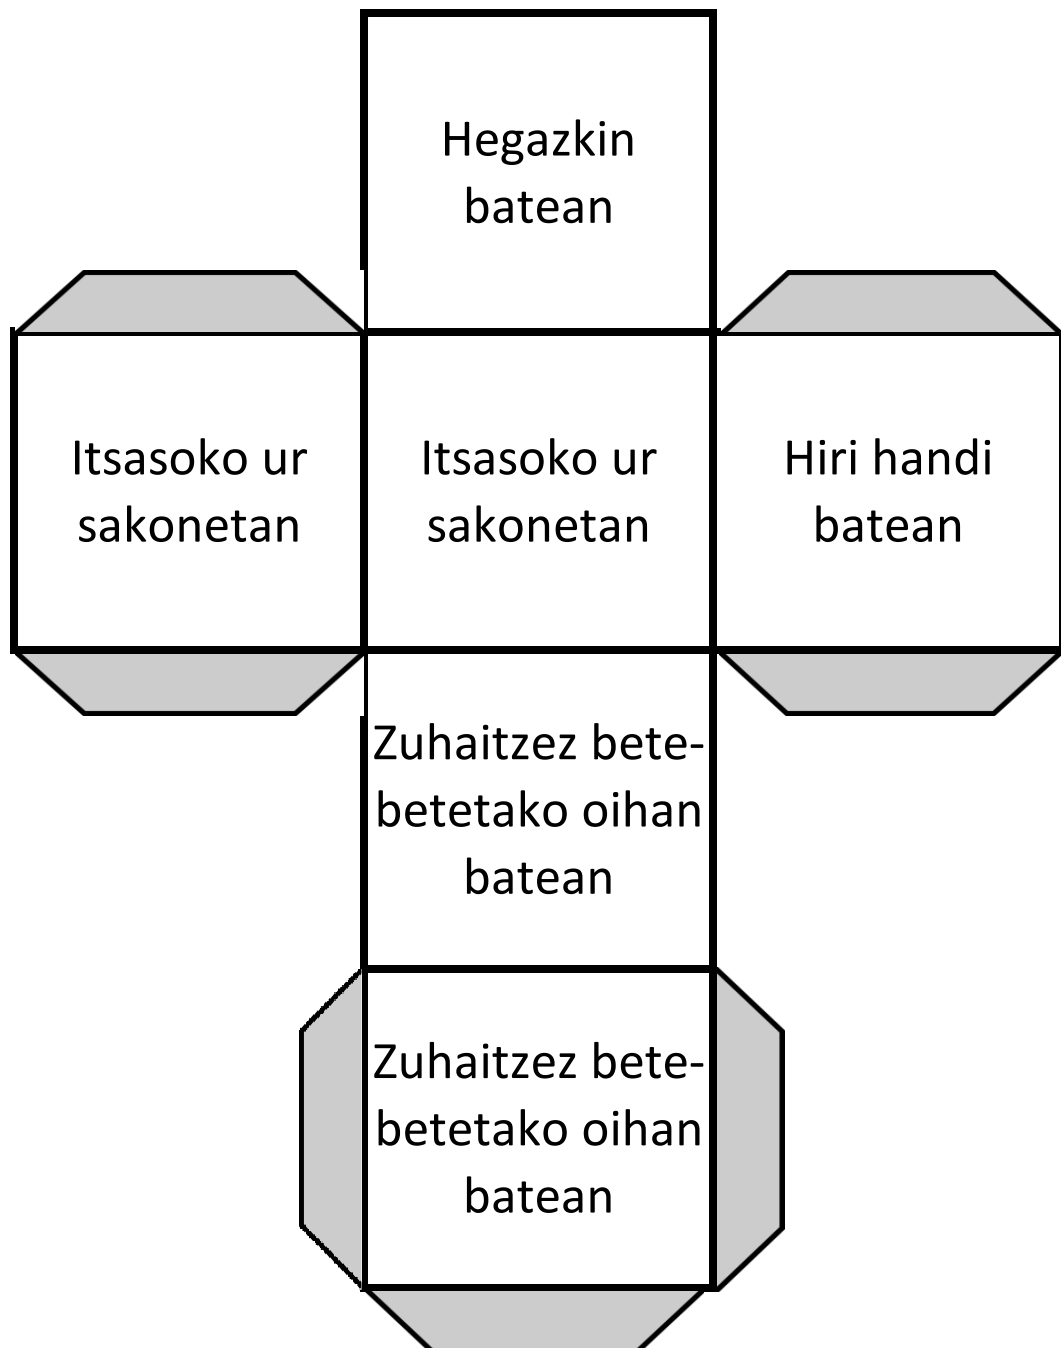 Hegazkin
batean
Itsasoko ur
sakonetan
Itsasoko ur
sakonetan
Hiri handi
batean
Zuhaitzez bete-
betetako oihan
batean
Zuhaitzez bete-
betetako oihan
batean